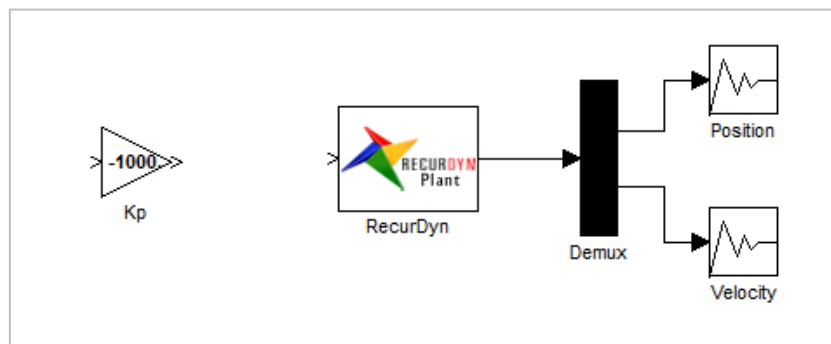 -1000
Kp
RECURDYN
Plant
RecurDyn
Demux
Position
Velocity